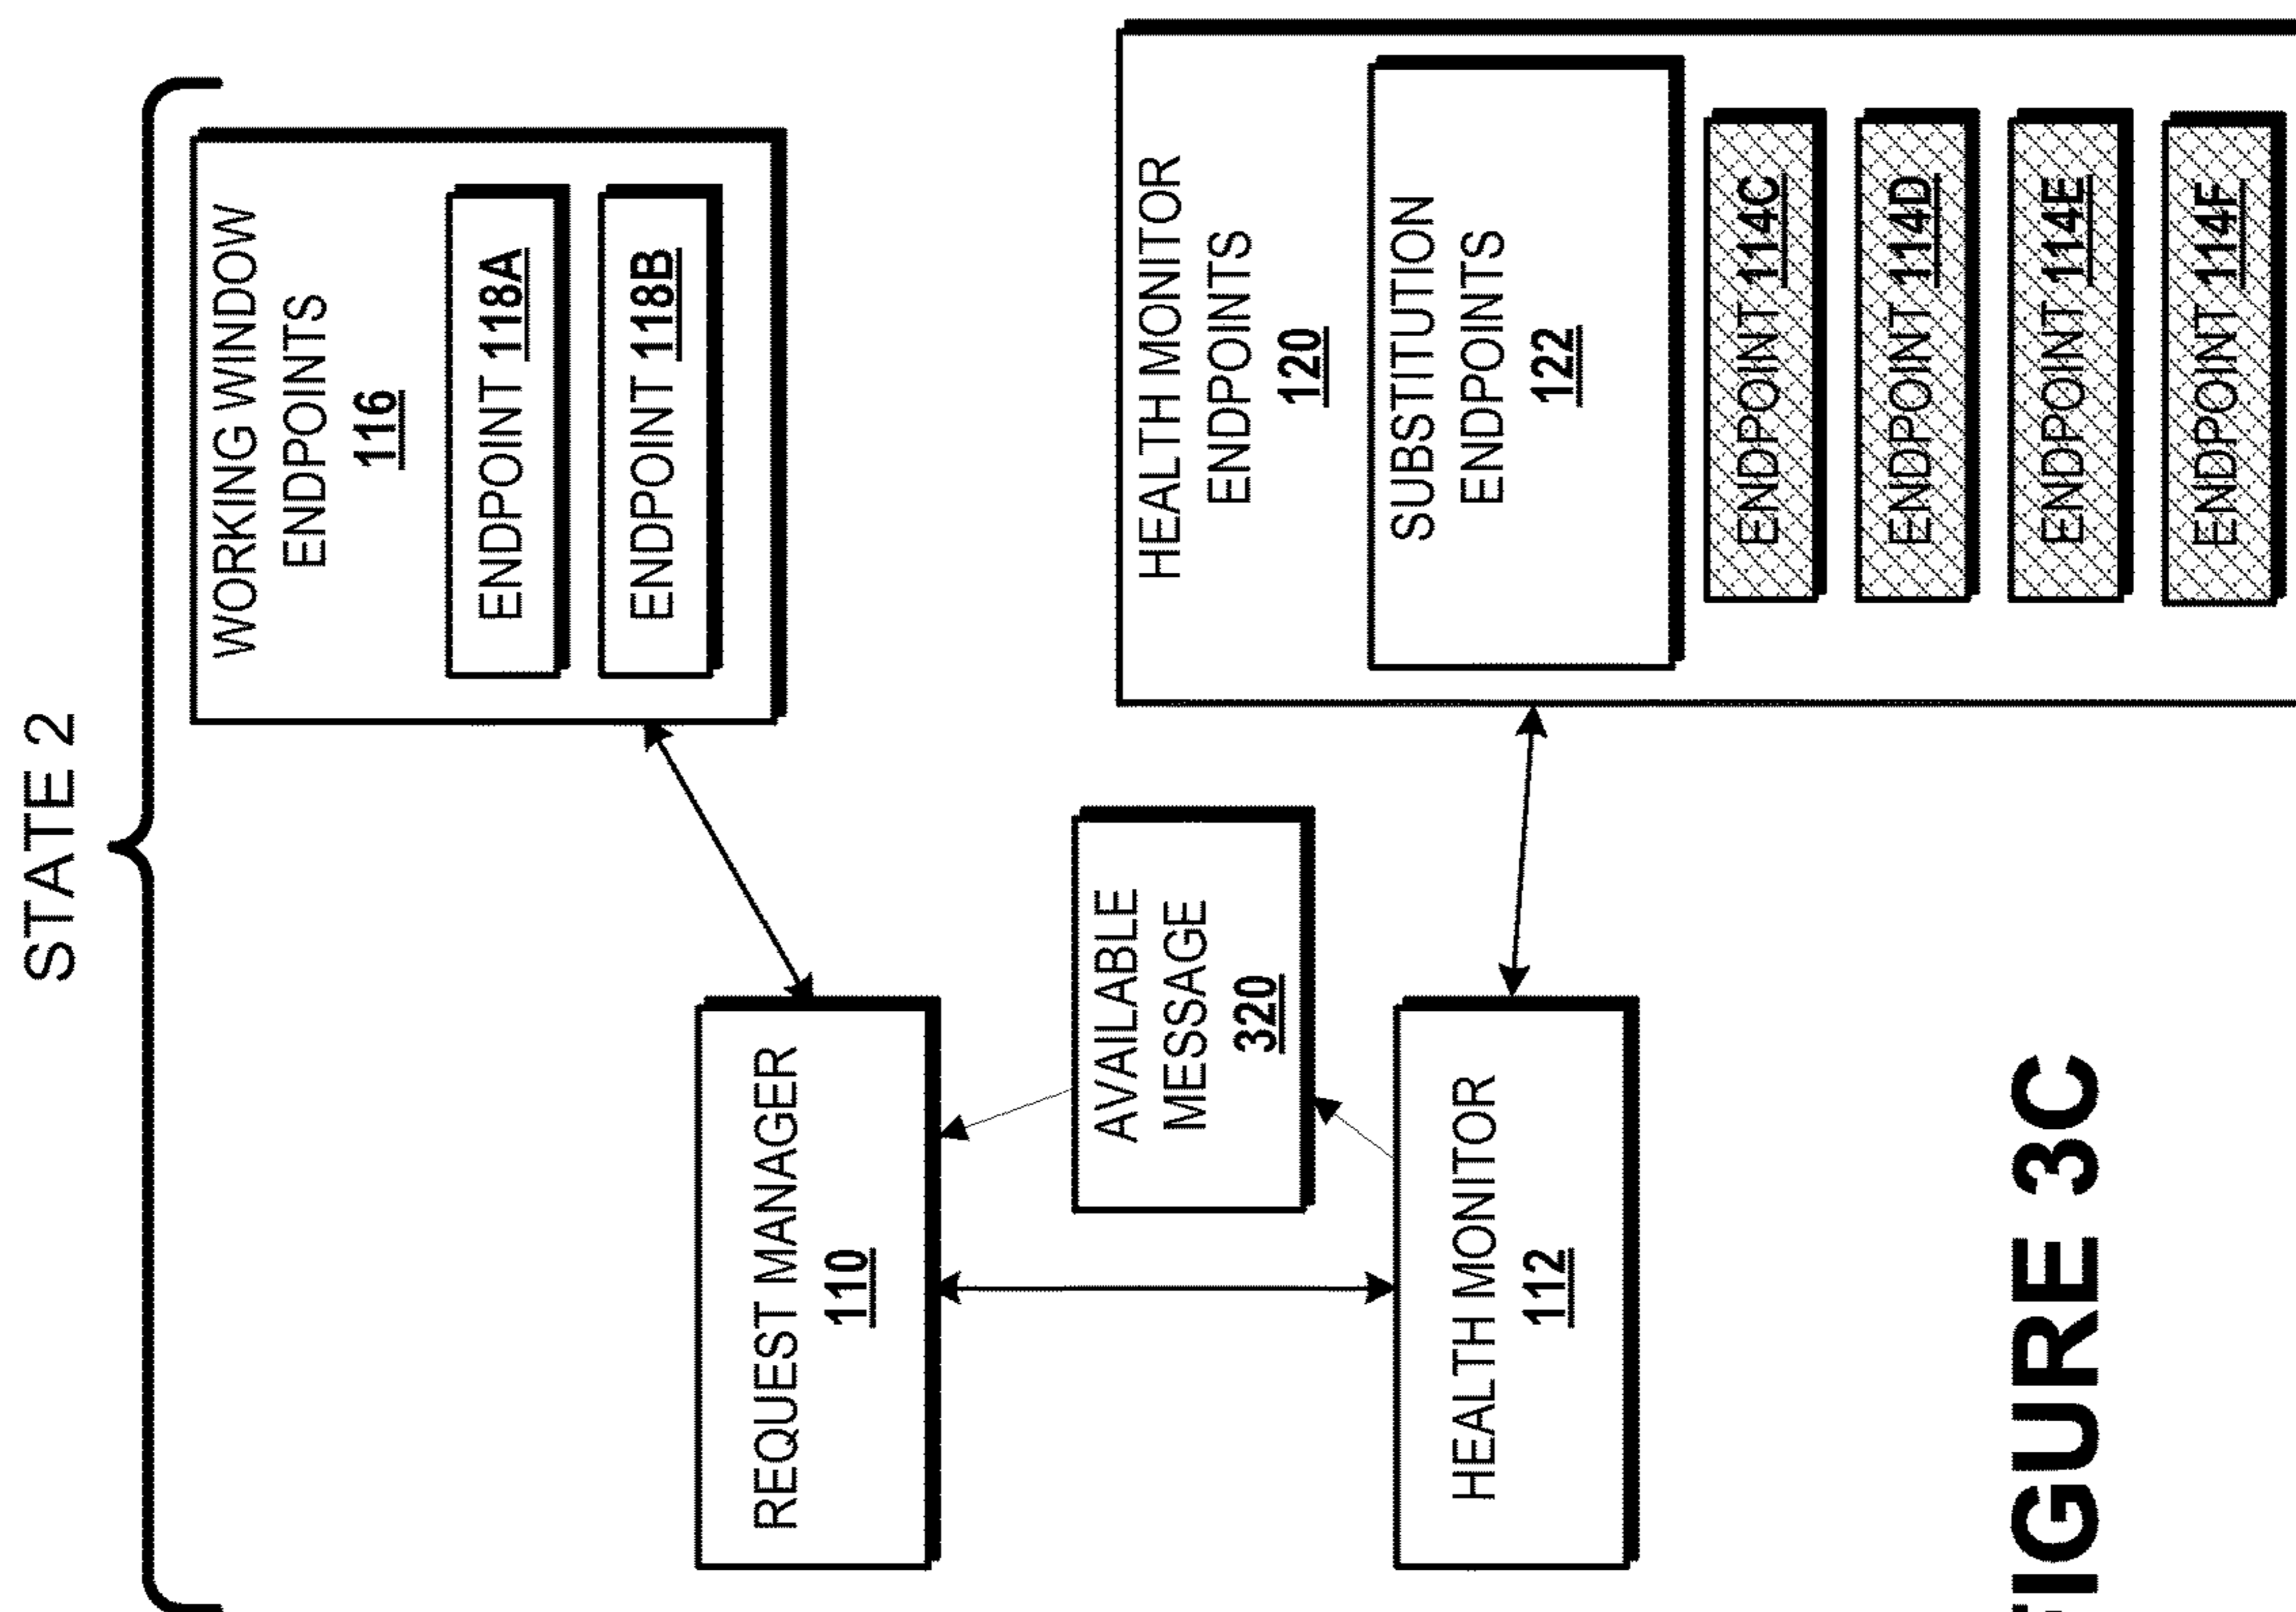 STATE 2
WORKING WINDOW
ENDPOINTS
116
ENDPOINT 118A
ENDPOINT 118B
REQUEST MANAGER
110
AVAILABLE
MESSAGE
320
HEALTH MONITOR
112
HEALTH MONITOR
ENDPOINTS
120
SUBSTITUTION
ENDPOINTS
122
ENDPOINT 114C
ENDPOINT 114D
ENDPOINT 114E
ENDPOINT 114F
FIGURE 3C